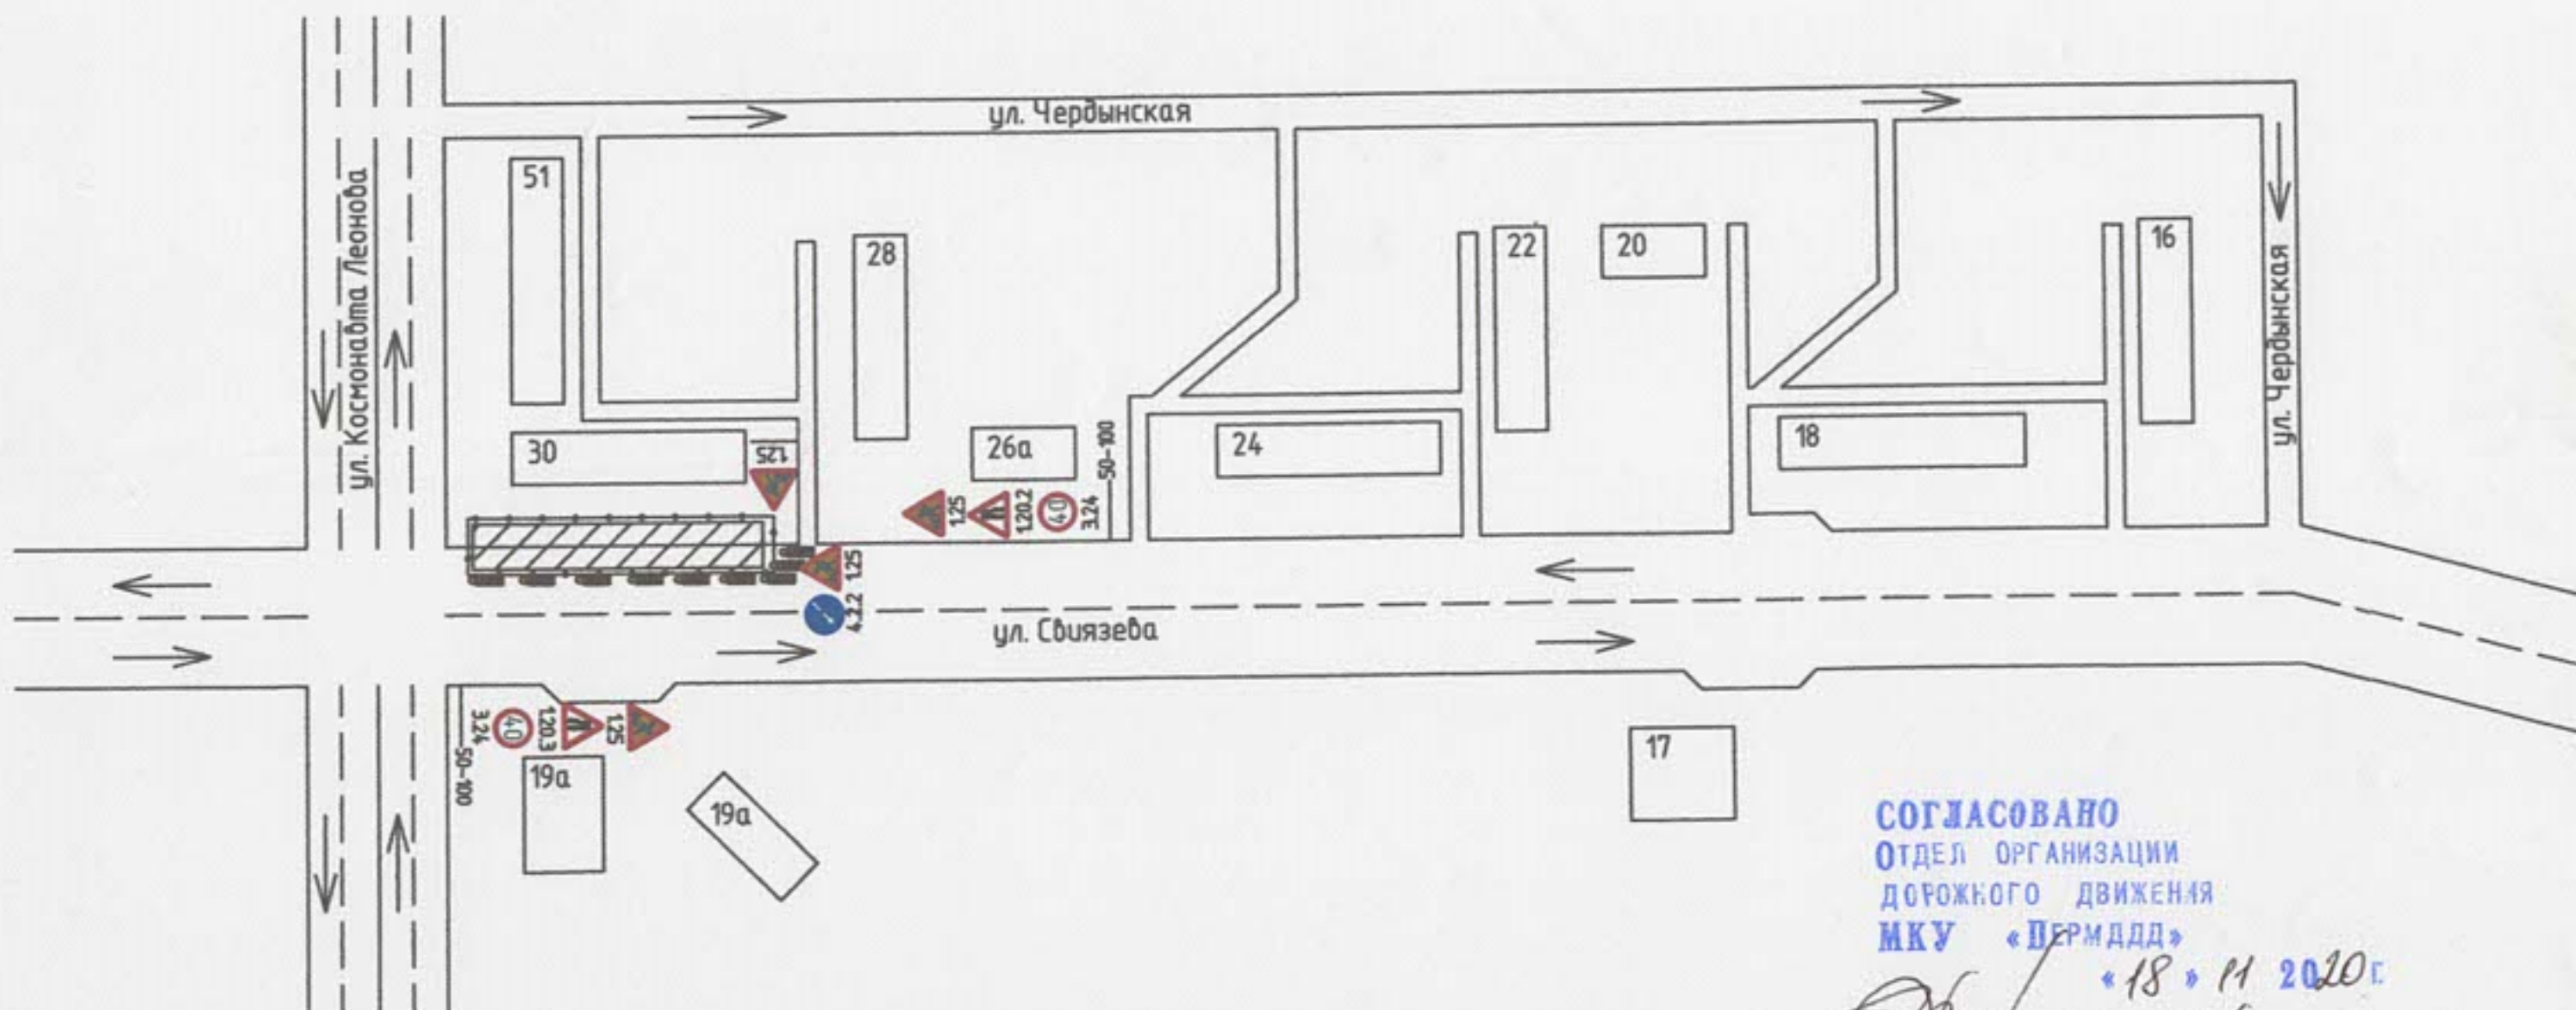 ул. Чердынская
51
ул. Космонавта Леонова
28
22
20
16
ул. Чердынская
30
1.25
26а
50-100
24
18
1.25
1.20.2
40
3.24
1.25
4.2.2
ул. Свиязева
3.24
40
1.20.3
1.25
50-100
19а
19а
17
СОГЛАСОВАНО
ОТДЕЛ ОРГАНИЗАЦИИ
ДОРОЖНОГО ДВИЖЕНИЯ
МКУ «ПЕРМДДД»
«18» 11 2020 г.